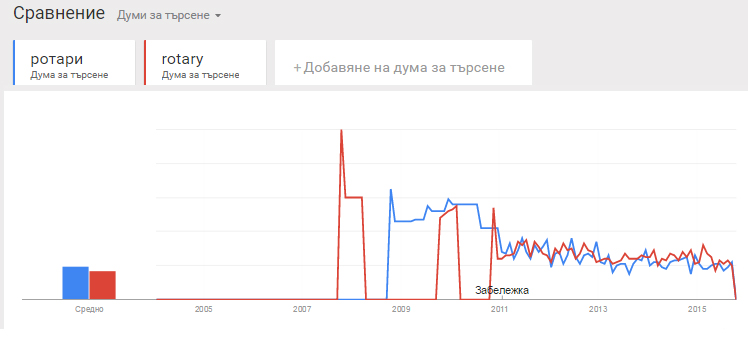 Сравнение Думи за търсене
ротари rotary +Добавяне на дума за търсене
Дума за търсене Дума за търсене
Забележка
Средно 2005 2007 2009 2011 2013 2015